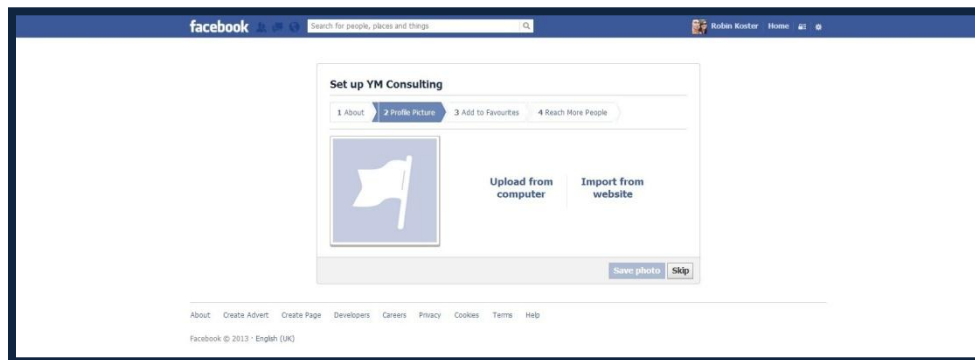 facebook
Search for people, places and things
Robin Koster Home
Set up YM Consulting
1 About 2 Profile Picture 3 Add to Favourites 4 Reach More People
Upload from
computer
Import from
website
Save photo Skip
About Create Advert Create Page Developers Careers Privacy Cookies Terms Help
Facebook © 2013 · English (UK)